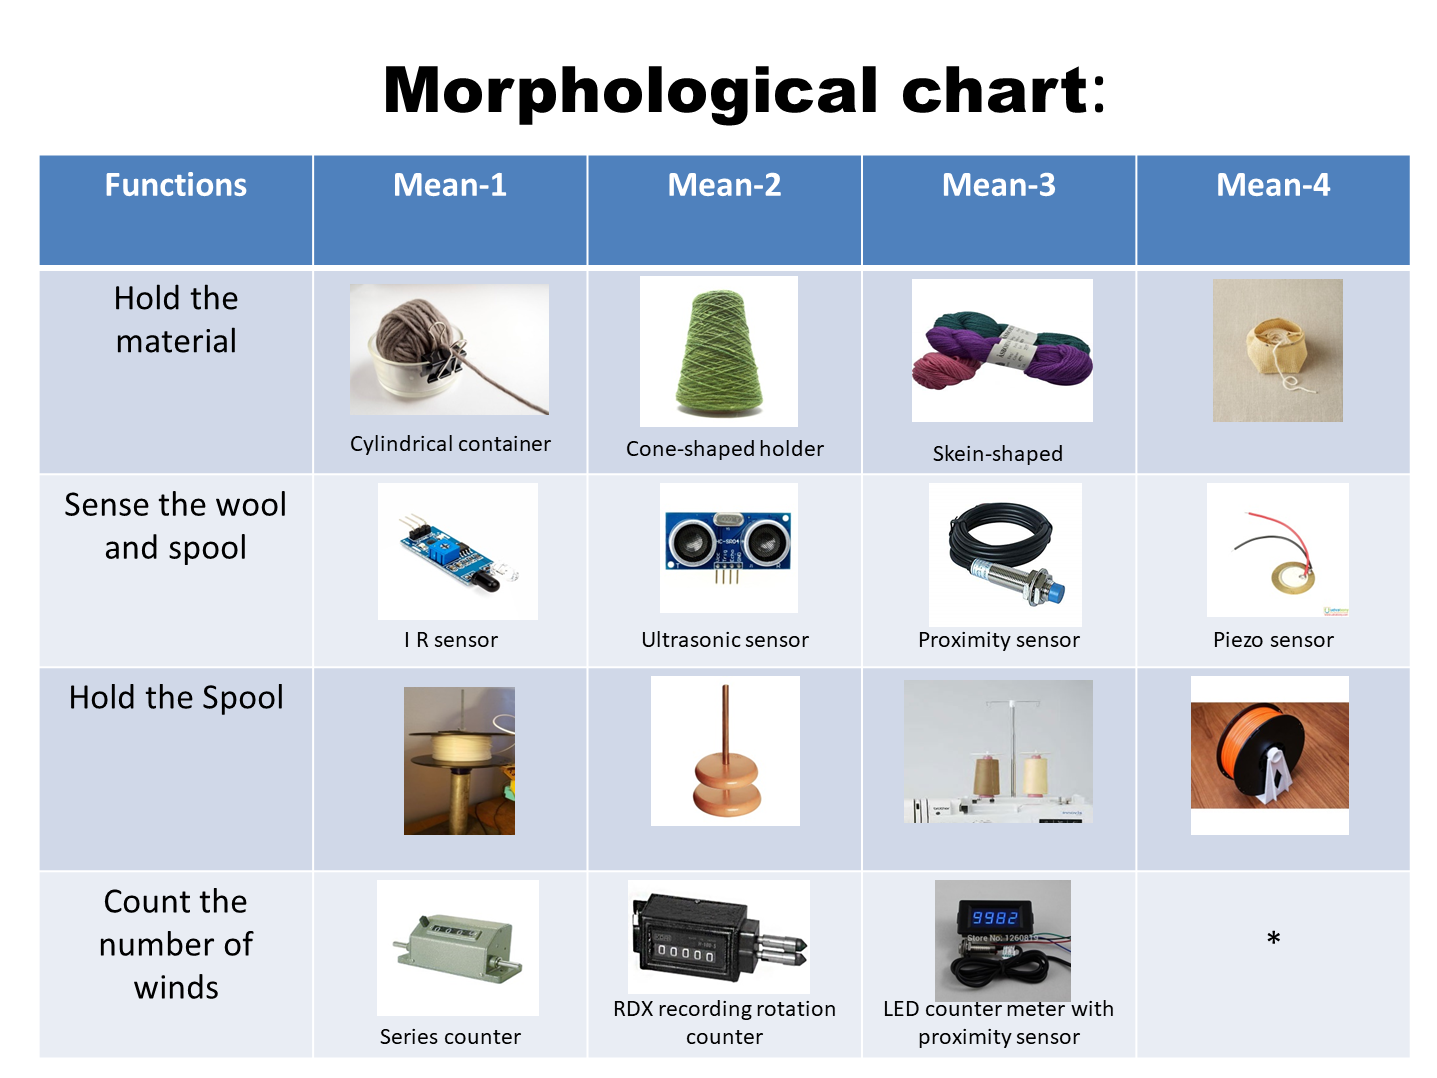 Morphological chart:
Functions
Mean-1
Mean-2
Mean-3
Mean-4
Hold the
material
Cylindrical container
Cone-shaped holder
Skein-shaped
Sense the wool
and spool
I R sensor
HC-SR04
Ultrasonic sensor
Proximity sensor
Piezo sensor
Hold the Spool
brother
Count the
number of
winds
Series counter
00000
RDX recording rotation
counter
9982
Store No: 1260819
LED counter meter with
proximity sensor
*